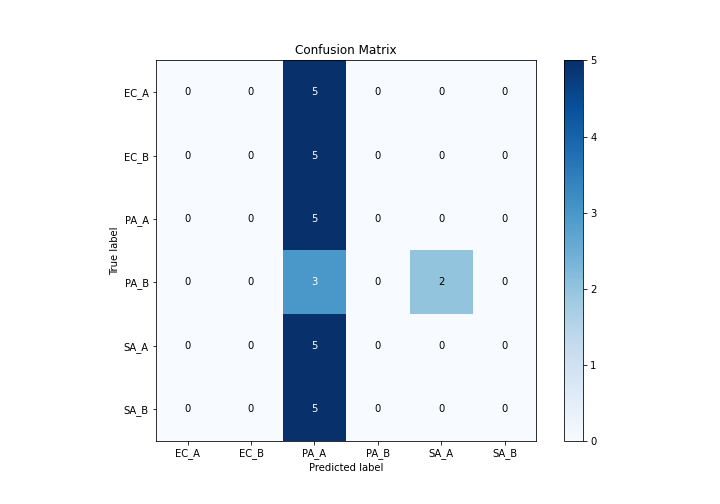 Confusion Matrix
True label
EC_A 0 0 5 0 0 0
EC_B 0 0 5 0 0 0
PA_A 0 0 5 0 0 0
PA_B 0 0 3 0 2 0
SA_A 0 0 5 0 0 0
SA_B 0 0 5 0 0 0
EC_A EC_B PA_A PA_B SA_A SA_B
Predicted label
5
4
3
2
1
0